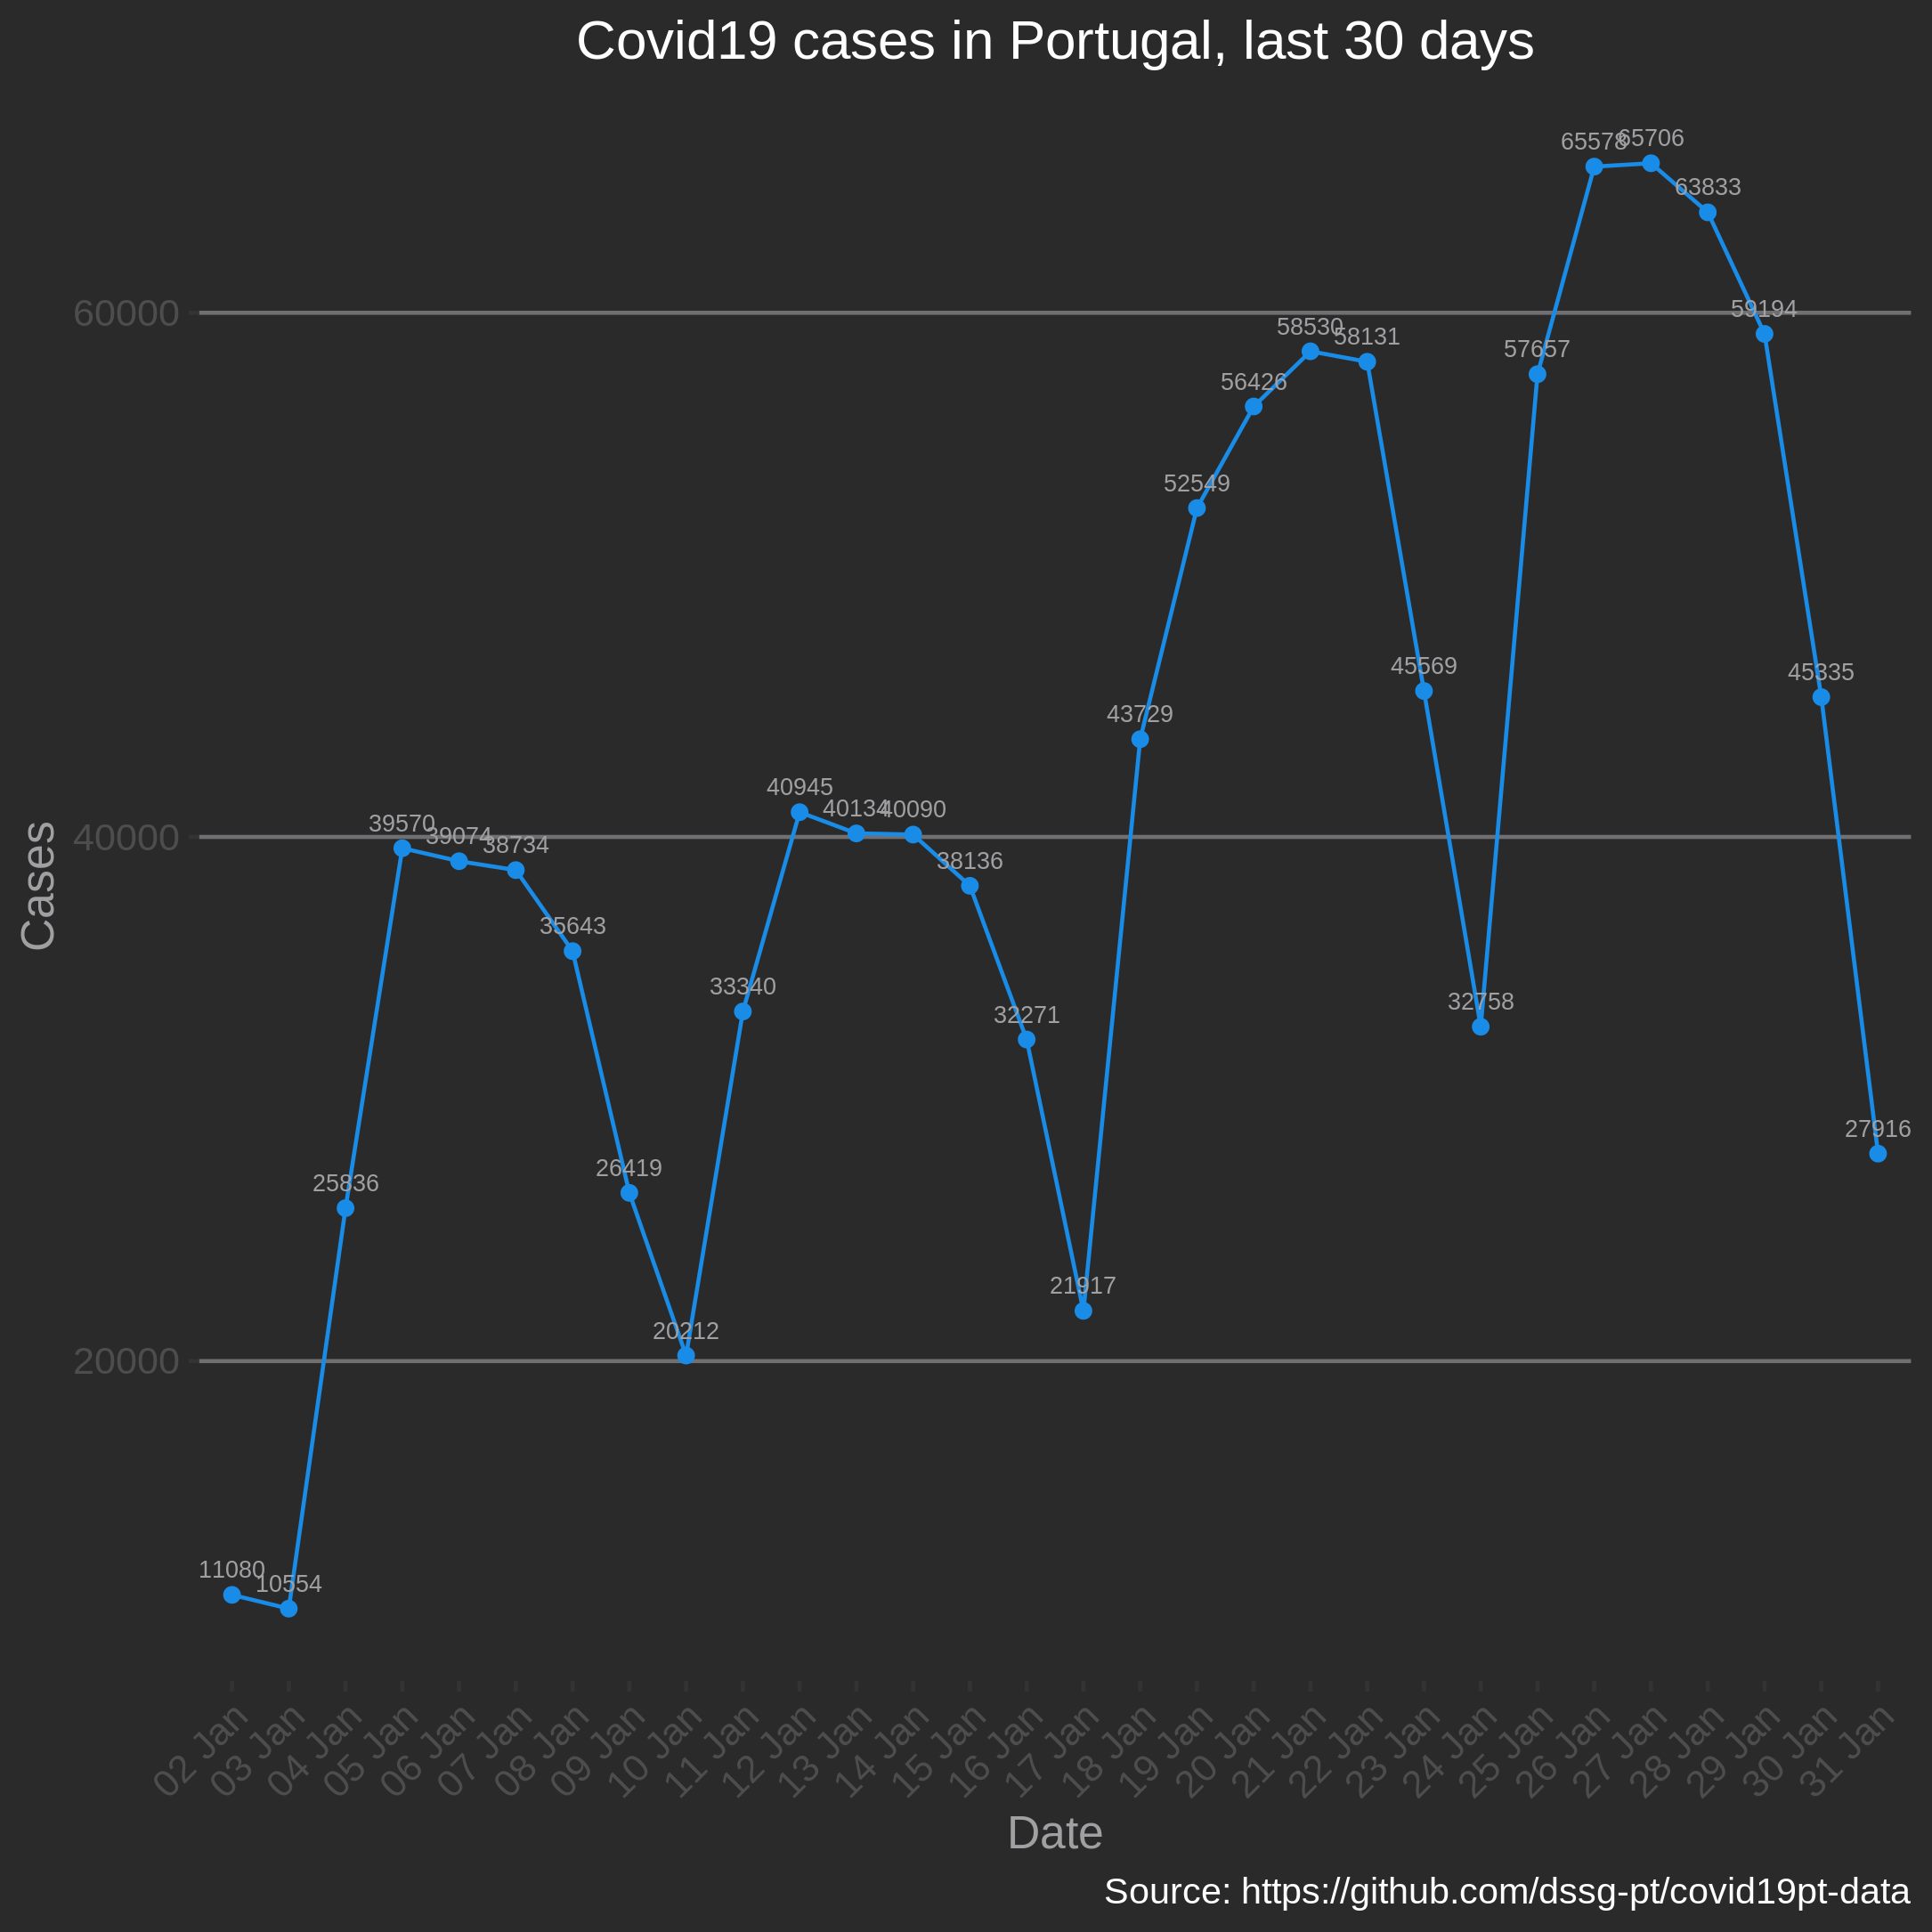 Covid19 cases in Portugal, last 30 days
65578
65706
63833
60000
59194
58530
58131
57657
56426
52549
45569
45335
43729
40945
40134
40090
39570
39074
38734
40000
38136
35643
33340
32271
32758
27916
26419
25836
21917
20212
20000
11080
10554
Cases
02 Jan
03 Jan
04 Jan
05 Jan
06 Jan
07 Jan
08 Jan
09 Jan
10 Jan
11 Jan
12 Jan
13 Jan
14 Jan
15 Jan
16 Jan
17 Jan
18 Jan
19 Jan
20 Jan
21 Jan
22 Jan
23 Jan
24 Jan
25 Jan
26 Jan
27 Jan
28 Jan
29 Jan
30 Jan
31 Jan
Date
Source: https://github.com/dssg-pt/covid19pt-data